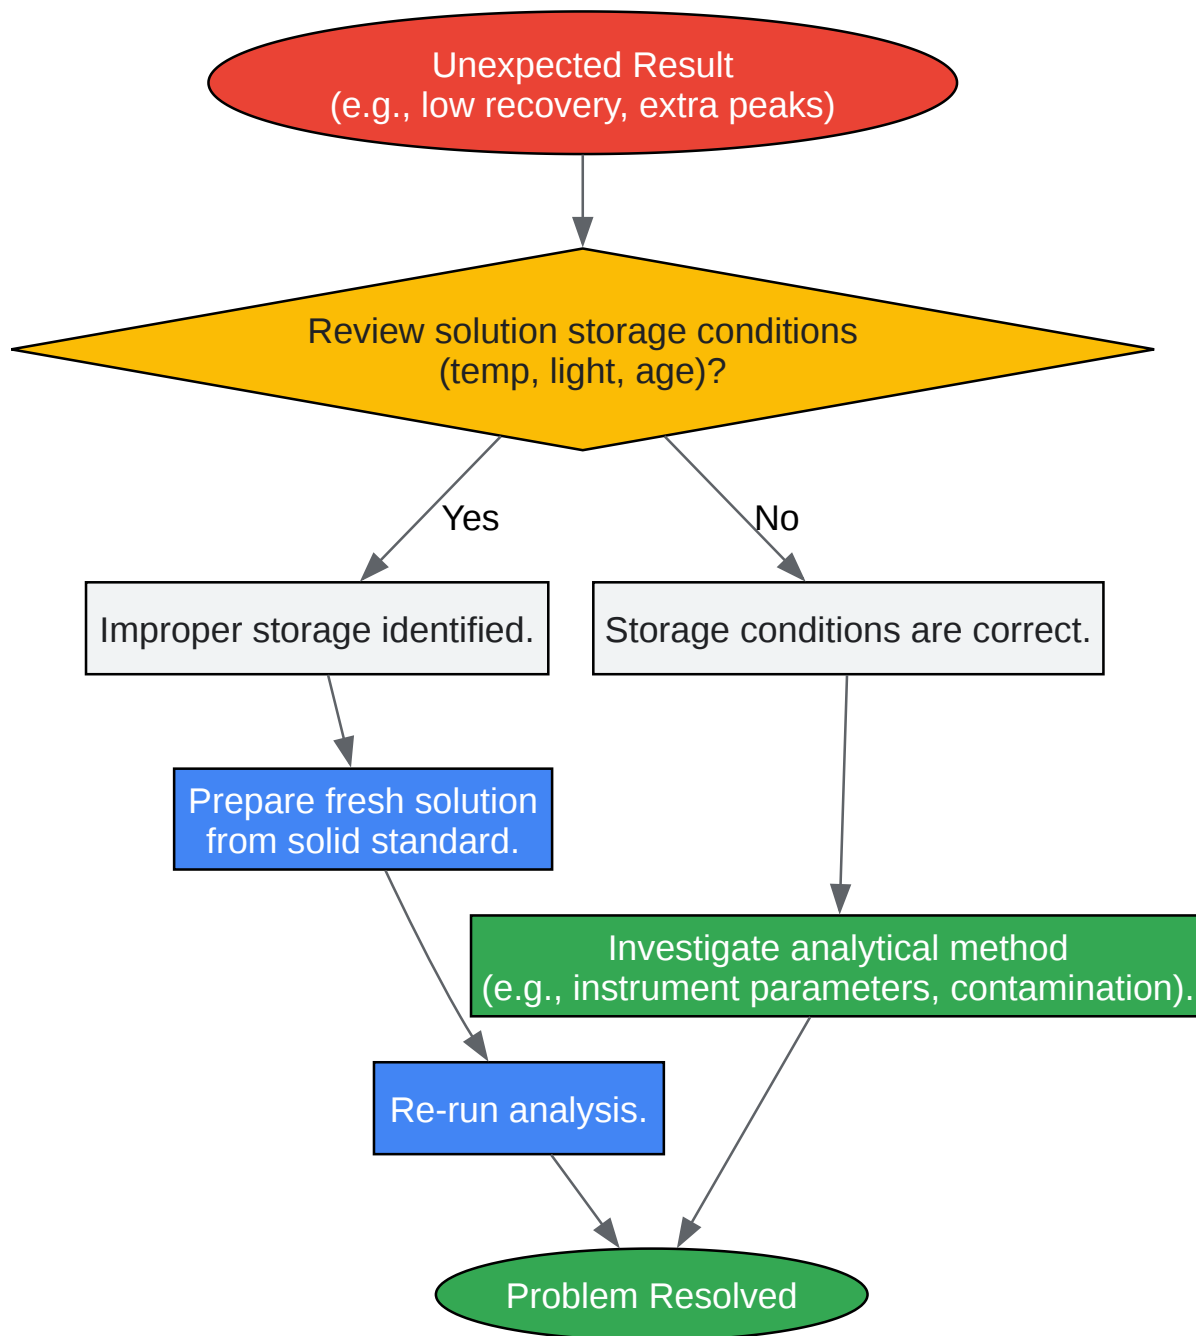 Unexpected Result
(e.g., low recovery, extra peaks)
Review solution storage conditions
(temp, light, age)?
Yes
No
Improper storage identified.
Storage conditions are correct.
Prepare fresh solution
from solid standard.
Investigate analytical method
(e.g., instrument parameters, contamination).
Re-run analysis.
Problem Resolved